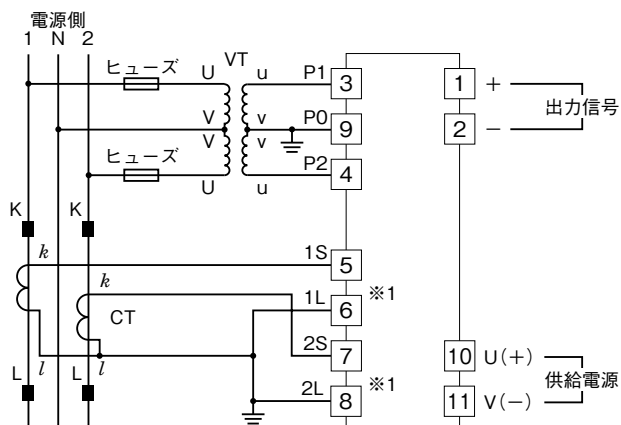 電源側
1 N 2
ヒューズ U VT u P1 3 1 +
出力信号
V v P0 9 2 −
V v
ヒューズ U u P2 4
K K
k 1S 5
k 1L 6 ※1
CT
2S 7 10 U(+)
供給電源
L l L l 2L 8 ※1 11 V(−)